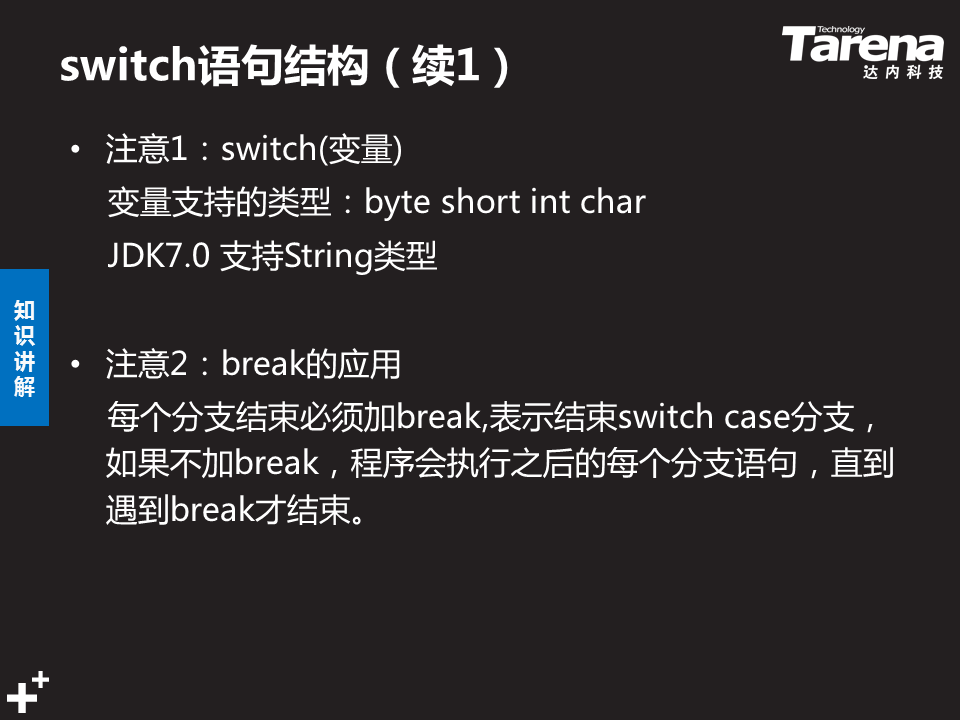 switch语句结构（续1）
Technology
Tarena
达内科技
• 注意1：switch(变量)
变量支持的类型：byte short int char
JDK7.0 支持String类型
知
识
讲
解
• 注意2：break的应用
每个分支结束必须加break,表示结束switch case分支，
如果不加break，程序会执行之后的每个分支语句，直到
遇到break才结束。